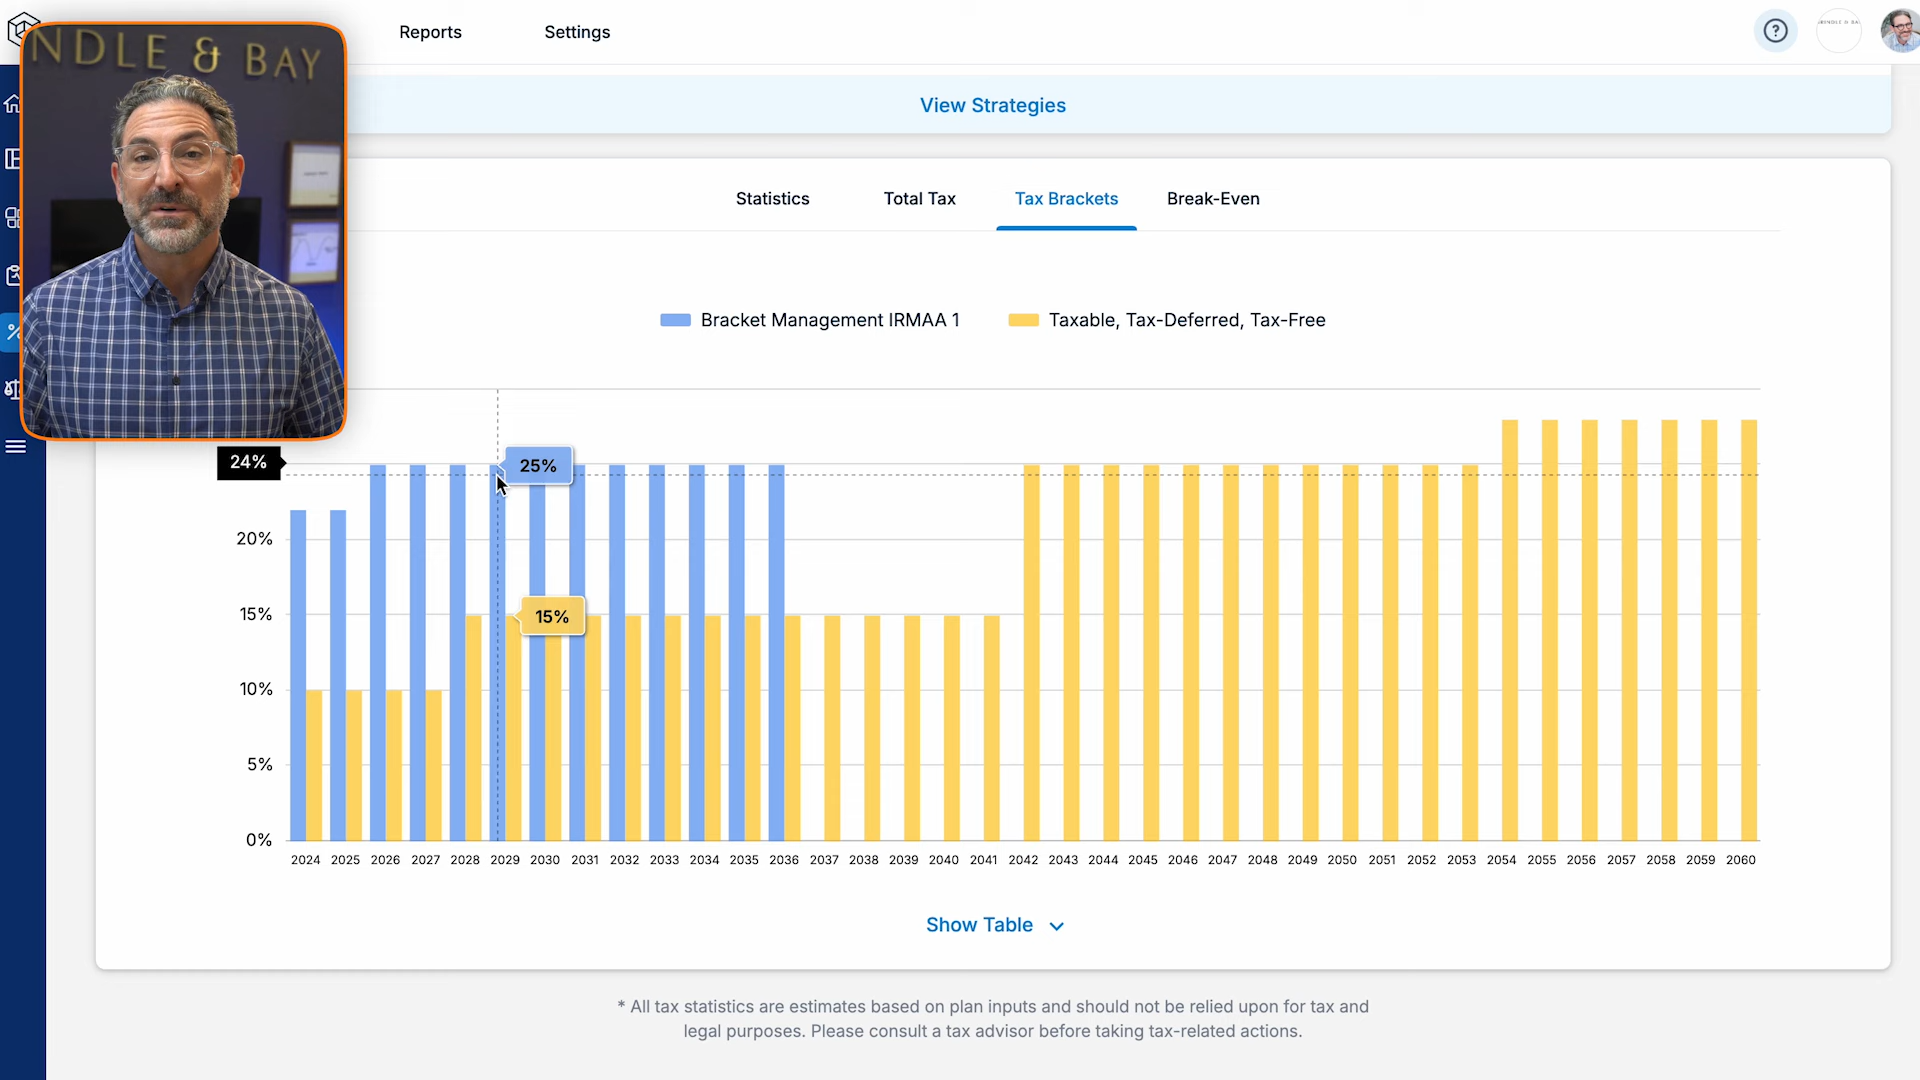 NDLE & BAY
Reports
Settings
View Strategies
Statistics
Total Tax
Tax Brackets
Break-Even
Bracket Management IRMAA 1
Taxable, Tax-Deferred, Tax-Free
24%
25%
20%
15%
15%
10%
5%
0%
2024 2025 2026 2027 2028 2029 2030 2031 2032 2033 2034 2035 2036 2037 2038 2039 2040 2041 2042 2043 2044 2045 2046 2047 2048 2049 2050 2051 2052 2053 2054 2055 2056 2057 2058 2059 2060
Show Table
* All tax statistics are estimates based on plan inputs and should not be relied upon for tax and
legal purposes. Please consult a tax advisor before taking tax-related actions.